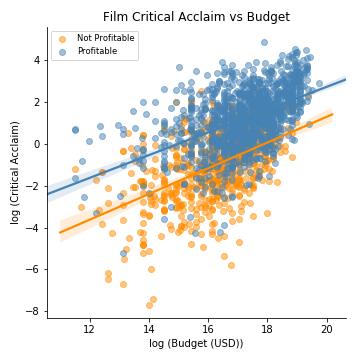 Film Critical Acclaim vs Budget
Not Profitable
Profitable
log (Critical Acclaim)
4
2
0
−2
−4
−6
−8
12
14
16
18
20
log (Budget (USD))